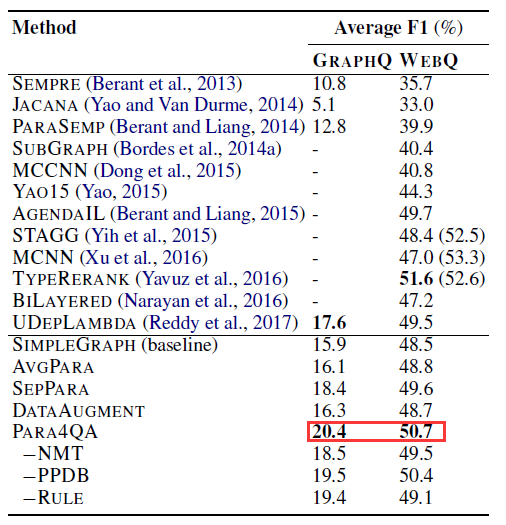 Method Average F1 (%)
GRAPHQ WEBQ
SEMPRE (Berant et al., 2013) 10.8 35.7
JACANA (Yao and Van Durme, 2014) 5.1 33.0
PARASEMP (Berant and Liang, 2014) 12.8 39.9
SUBGRAPH (Bordes et al., 2014a) - 40.4
MCCNN (Dong et al., 2015) - 40.8
YAO15 (Yao, 2015) - 44.3
AGENDAIL (Berant and Liang, 2015) - 49.7
STAGG (Yih et al., 2015) - 48.4 (52.5)
MCNN (Xu et al., 2016) - 47.0 (53.3)
TYPERERANK (Yavuz et al., 2016) - 51.6 (52.6)
BILAYERED (Narayan et al., 2016) - 47.2
UDEPLAMBDA (Reddy et al., 2017) 17.6 49.5
SIMPLEGRAPH (baseline) 15.9 48.5
AVGPARA 16.1 48.8
SEPPARA 18.4 49.6
DATAAUGMENT 16.3 48.7
PARA4QA 20.4 50.7
−NMT 18.5 49.5
−PPDB 19.5 50.4
−RULE 19.4 49.1